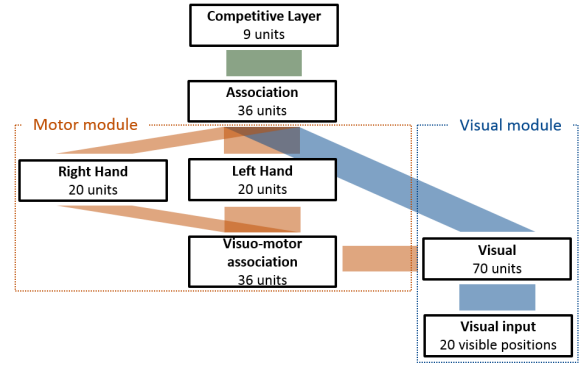 Competitive Layer
9 units
Association
36 units
Motor module
Visual module
Right Hand
20 units
Left Hand
20 units
Visuo-motor
association
36 units
Visual
70 units
Visual input
20 visible positions